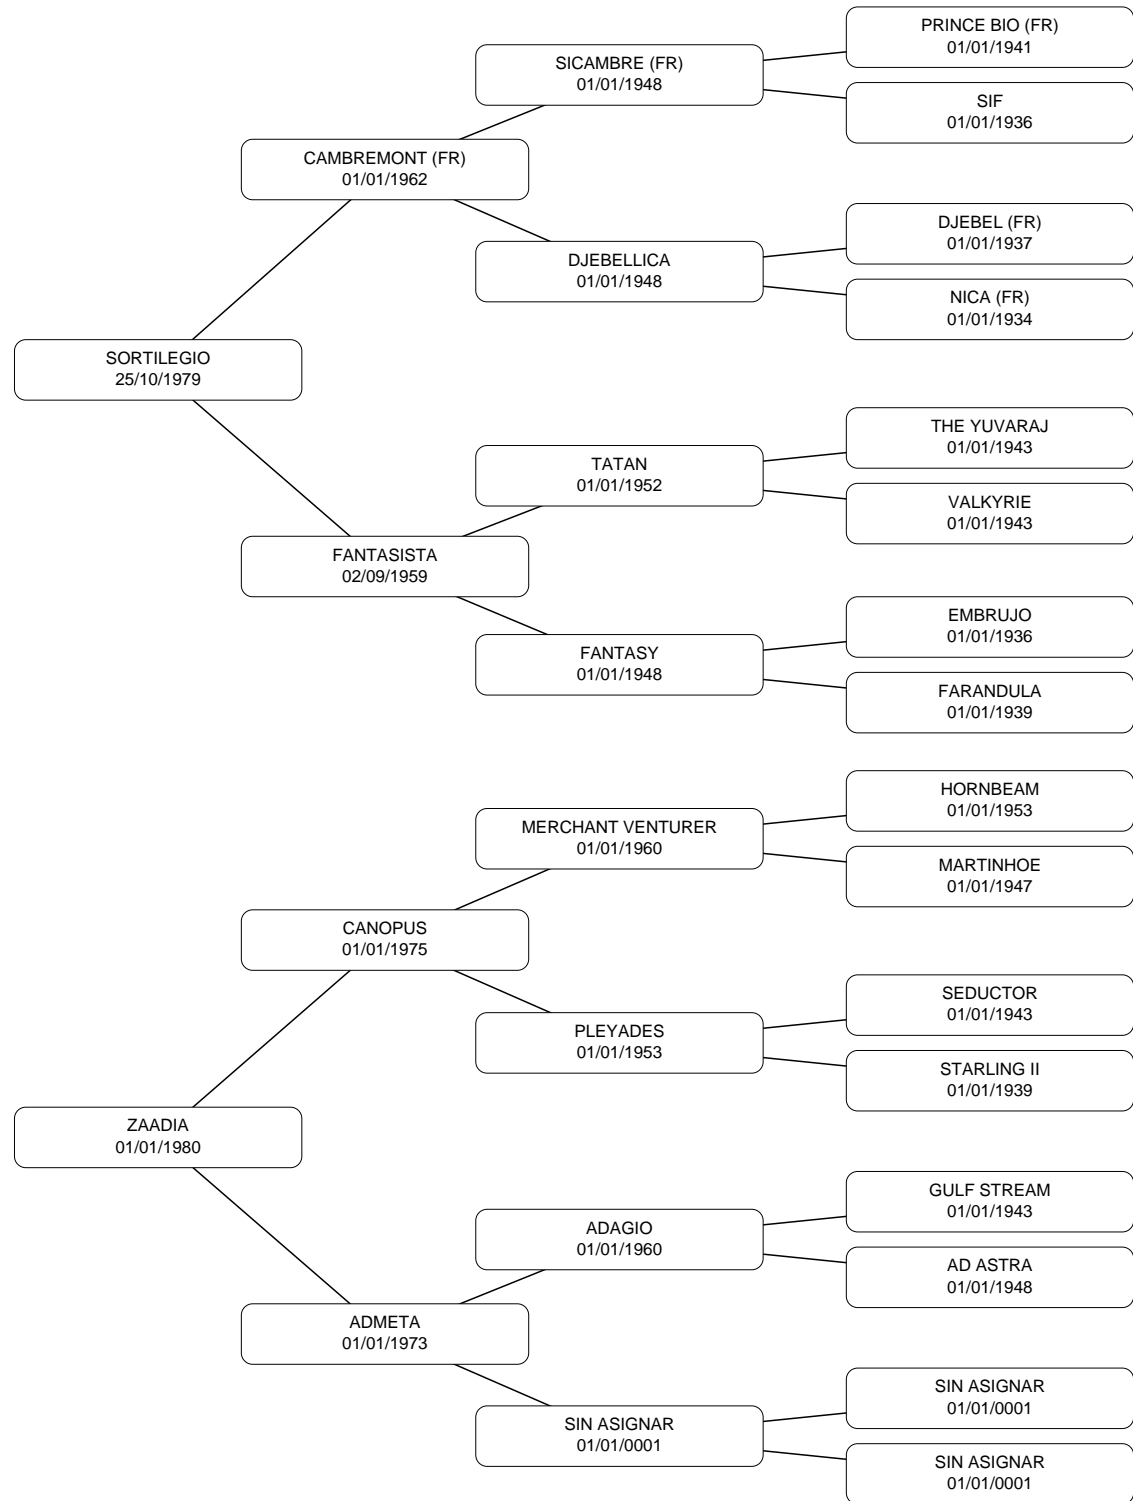 PRINCE BIO (FR)
01/01/1941
SICAMBRE (FR)
01/01/1948
SIF
01/01/1936
CAMBREMONT (FR)
01/01/1962
DJEBEL (FR)
01/01/1937
DJEBELLICA
01/01/1948
NICA (FR)
01/01/1934
SORTILEGIO
25/10/1979
THE YUVARAJ
01/01/1943
TATAN
01/01/1952
VALKYRIE
01/01/1943
FANTASISTA
02/09/1959
EMBRUJO
01/01/1936
FANTASY
01/01/1948
FARANDULA
01/01/1939
HORNBEAM
01/01/1953
MERCHANT VENTURER
01/01/1960
MARTINHOE
01/01/1947
CANOPUS
01/01/1975
SEDUCTOR
01/01/1943
PLEYADES
01/01/1953
STARLING II
01/01/1939
ZAADIA
01/01/1980
GULF STREAM
01/01/1943
ADAGIO
01/01/1960
AD ASTRA
01/01/1948
ADMETA
01/01/1973
SIN ASIGNAR
01/01/0001
SIN ASIGNAR
01/01/0001
SIN ASIGNAR
01/01/0001